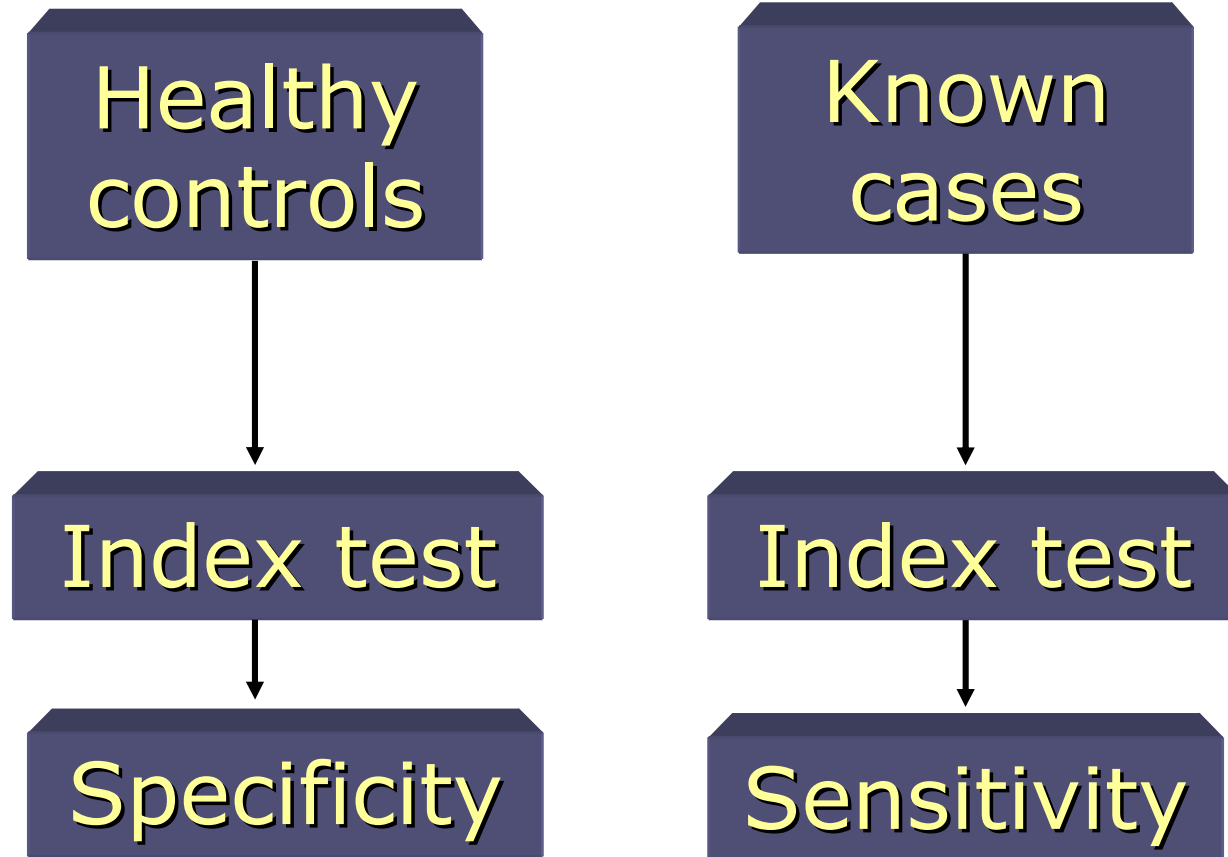 Healthy
controls
Index test
Specificity
Known
cases
Index test
Sensitivity